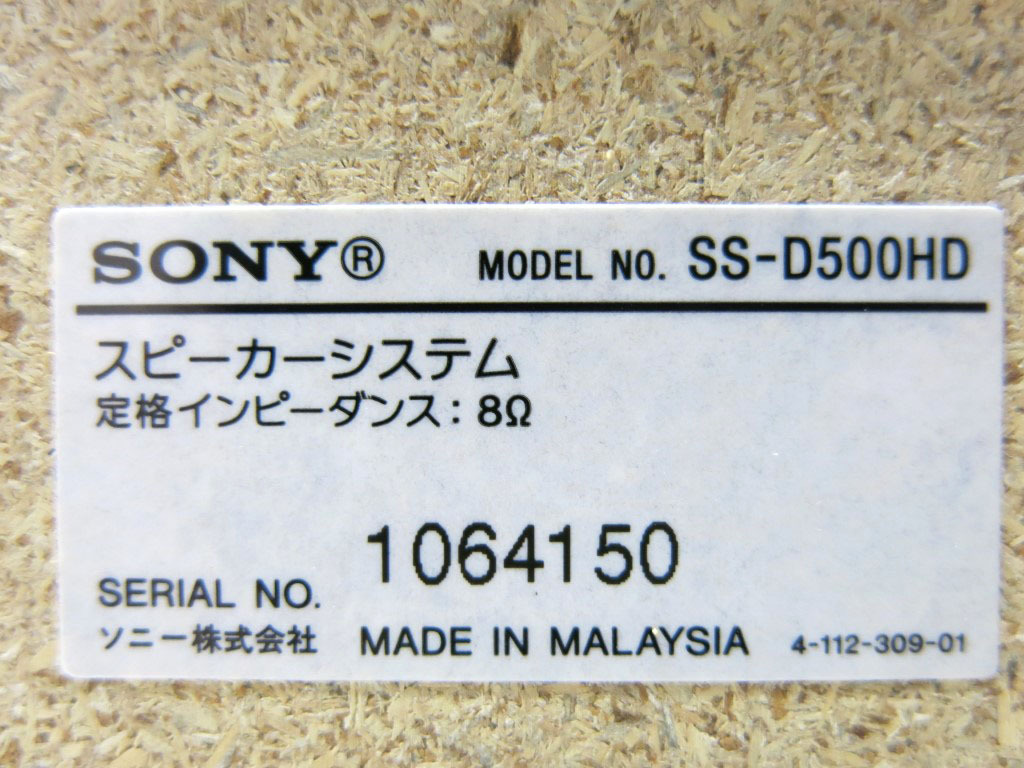 SONY® MODEL NO. SS-D500HD
スピーカーシステム
定格インピーダンス: 8Ω
SERIAL NO. 1064150
ソニー株式会社 MADE IN MALAYSIA 4-112-309-01